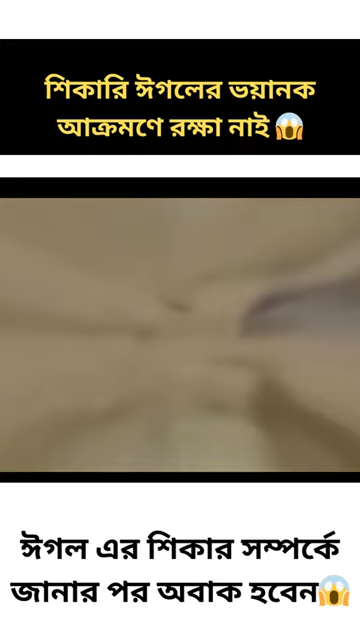 শিকারি ঈগলের ভয়ানক
আক্রমণে রক্ষা নাই😱
ঈগল এর শিকার সম্পর্কে
জানার পর অবাক হবেন😱